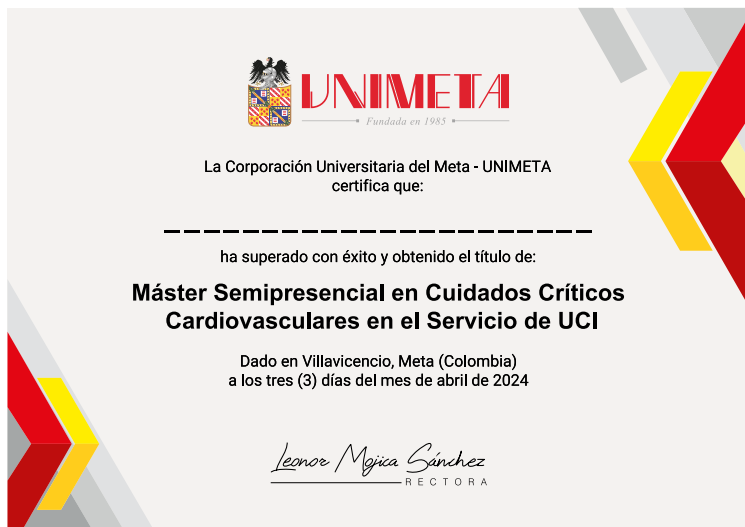 UNIMETA
Fundada en 1985
La Corporación Universitaria del Meta - UNIMETA
certifica que:
ha superado con éxito y obtenido el título de:
Máster Semipresencial en Cuidados Críticos
Cardiovasculares en el Servicio de UCI
Dado en Villavicencio, Meta (Colombia)
a los tres (3) días del mes de abril de 2024
Leonor Mojica Sánchez
RECTORA